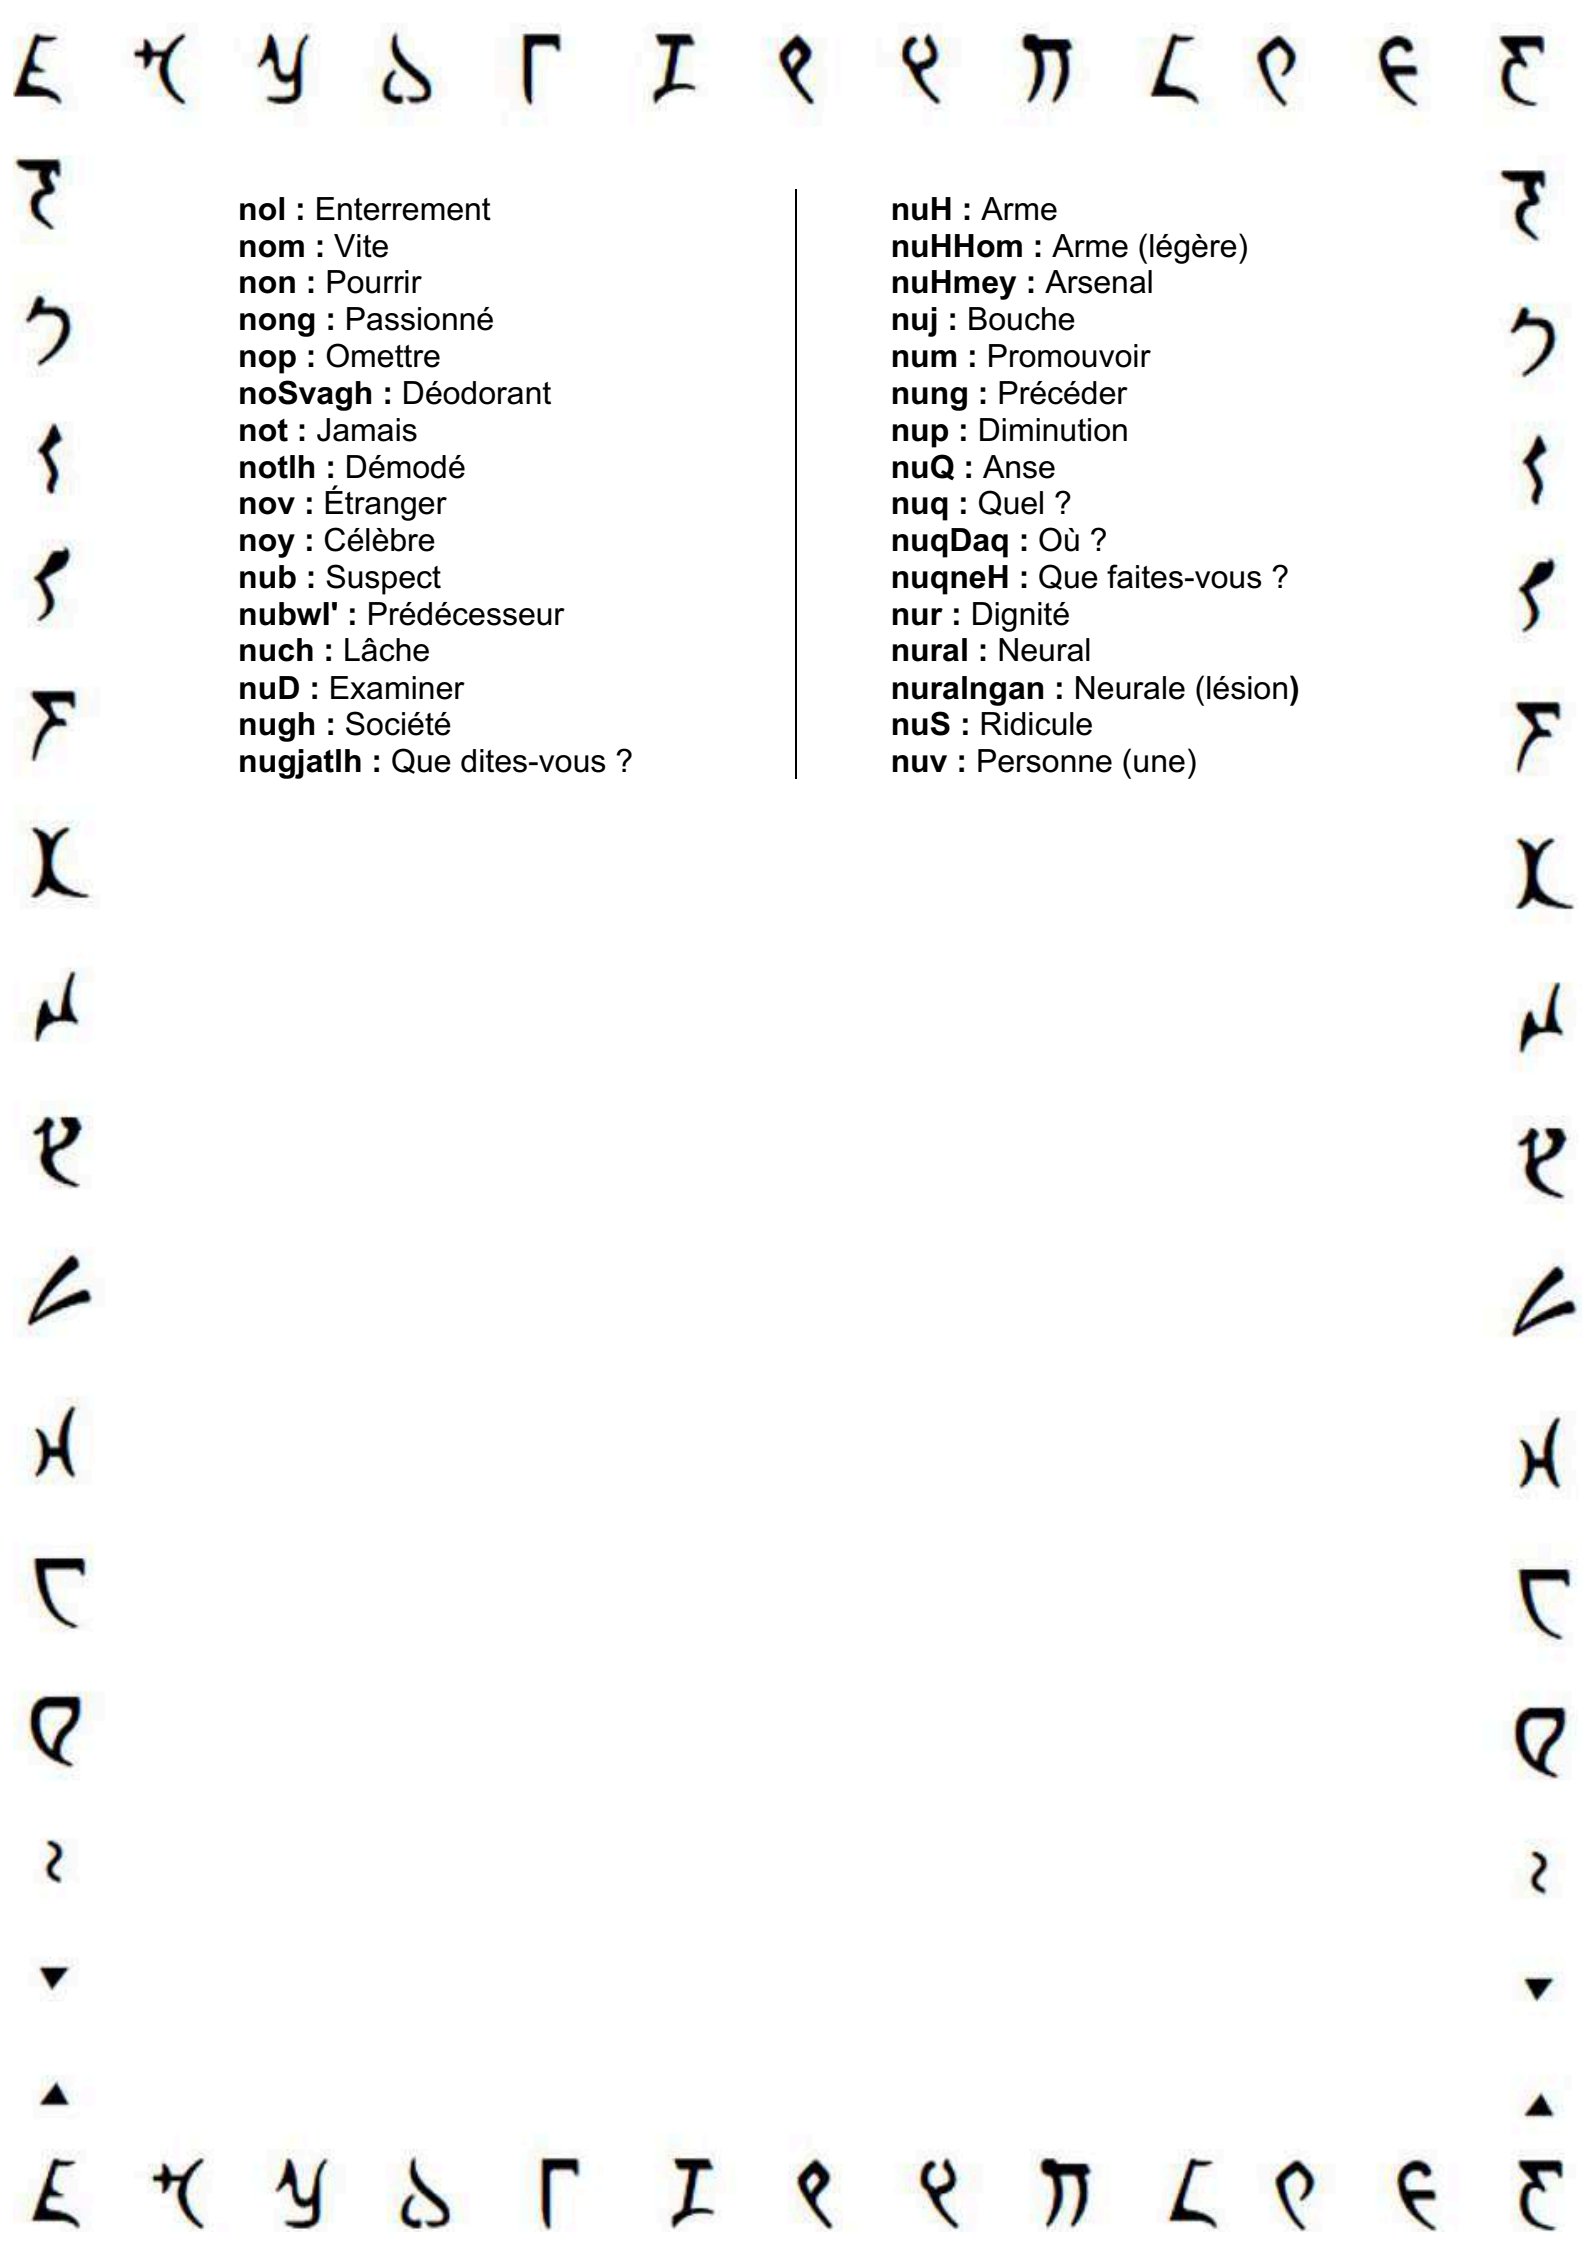 nol : Enterrement
nom : Vite
non : Pourrir
nong : Passionné
nop : Omettre
noSvagh : Déodorant
not : Jamais
notlh : Démodé
nov : Étranger
noy : Célèbre
nub : Suspect
nubwI' : Prédécesseur
nuch : Lâche
nuD : Examiner
nugh : Société
nugjatlh : Que dites-vous ?
nuH : Arme
nuHHom : Arme (légère)
nuHmey : Arsenal
nuj : Bouche
num : Promouvoir
nung : Précéder
nup : Diminution
nuQ : Anse
nuq : Quel ?
nuqDaq : Où ?
nuqneH : Que faites-vous ?
nur : Dignité
nural : Neural
nuralngan : Neurale (lésion)
nuS : Ridicule
nuv : Personne (une)